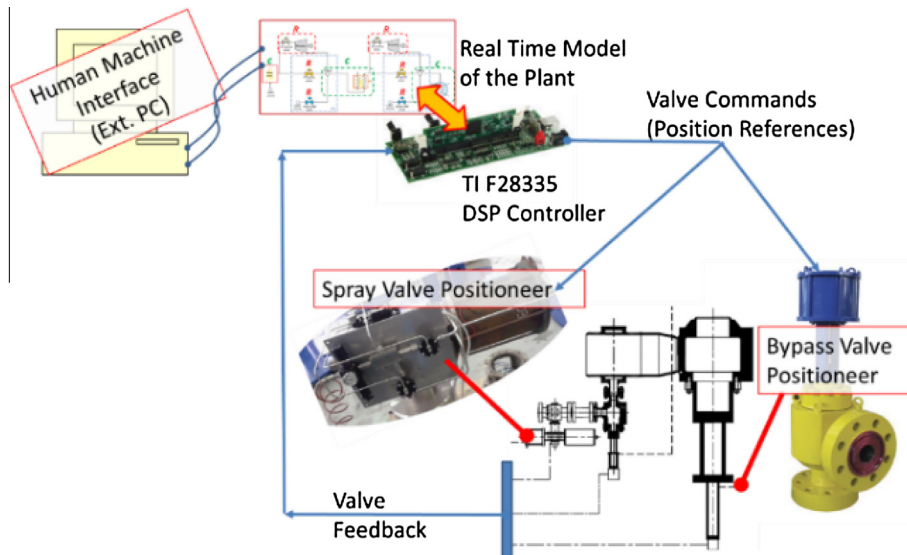 Human Machine
Interface
(Ext. PC)
R
R
C
C
R
R
Real Time Model
of the Plant
Valve Commands
(Position References)
TI F28335
DSP Controller
Spray Valve Positioneer
Bypass Valve
Positioneer
Valve
Feedback